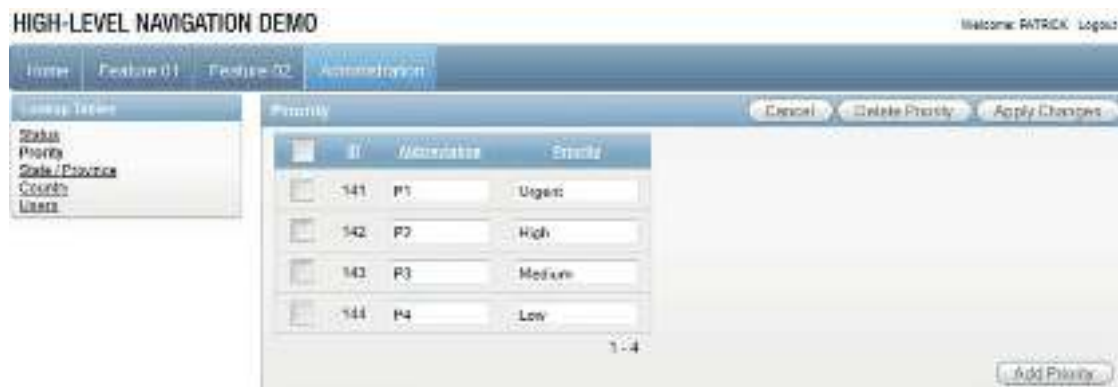 HIGH-LEVEL NAVIGATION DEMO
Welcome: PATRICK Logout
Home Feature 01 Feature 02 Administration
Lookup Tables
Status
Priority
State / Province
Country
Users
Priority
Cancel Delete Priority Apply Changes
ID Abbreviation Priority
141 P1 Urgent
142 P2 High
143 P3 Medium
144 P4 Low
1 - 4
Add Priority